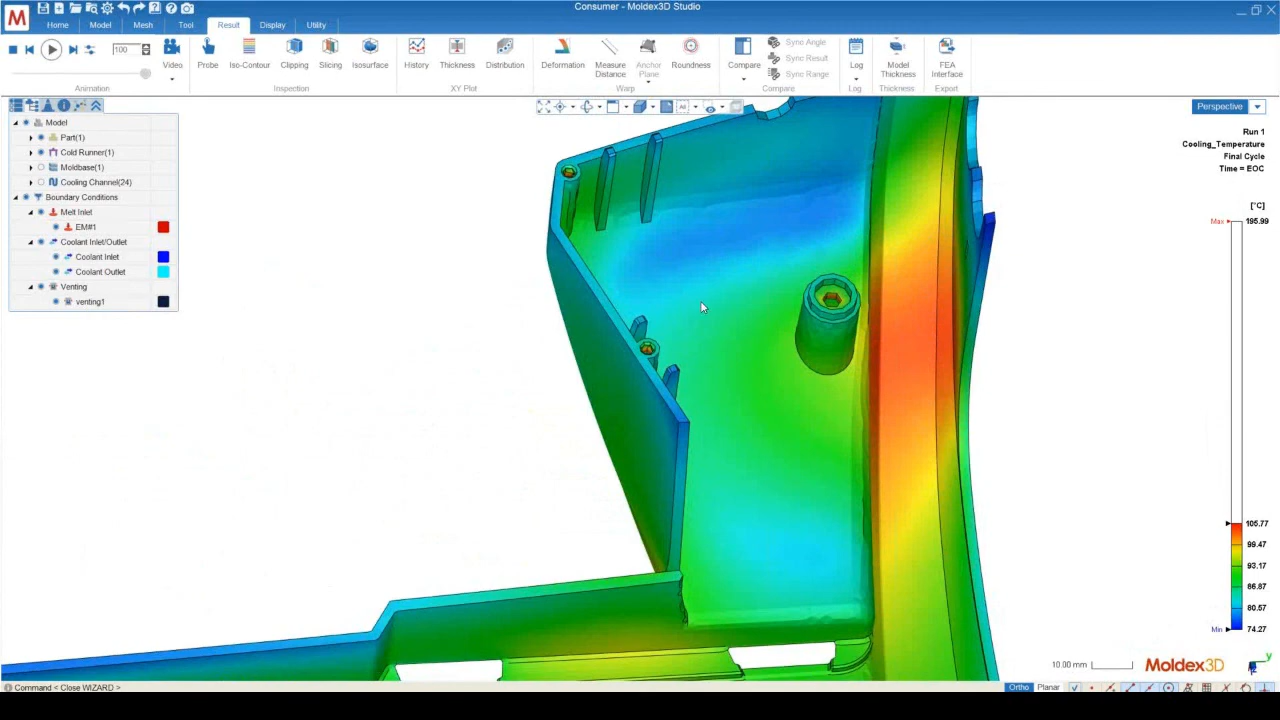 Consumer - Moldex3D Studio
M
Home Model Mesh Tool Result Display Utility
100
Video
Probe Iso-Contour Clipping Slicing Isosurface
History Thickness Distribution
Deformation Measure Distance Anchor Plane Roundness
Compare
Sync Angle
Sync Result
Sync Range
Log
Model Thickness
FEA Interface
Animation Inspection XY Plot Warp Compare Log Thickness Export
Perspective
Model
Part(1)
Cold Runner(1)
Moldbase(1)
Cooling Channel(24)
Boundary Conditions
Melt Inlet
EM#1
Coolant Inlet/Outlet
Coolant Inlet
Coolant Outlet
Venting
venting1
Run 1
Cooling_Temperature
Final Cycle
Time = EOC
[°C]
Max 195.99
105.77
99.47
93.17
86.87
80.57
Min 74.27
10.00 mm
Moldex3D
Y
Command < Close WIZARD >
Ortho Planar